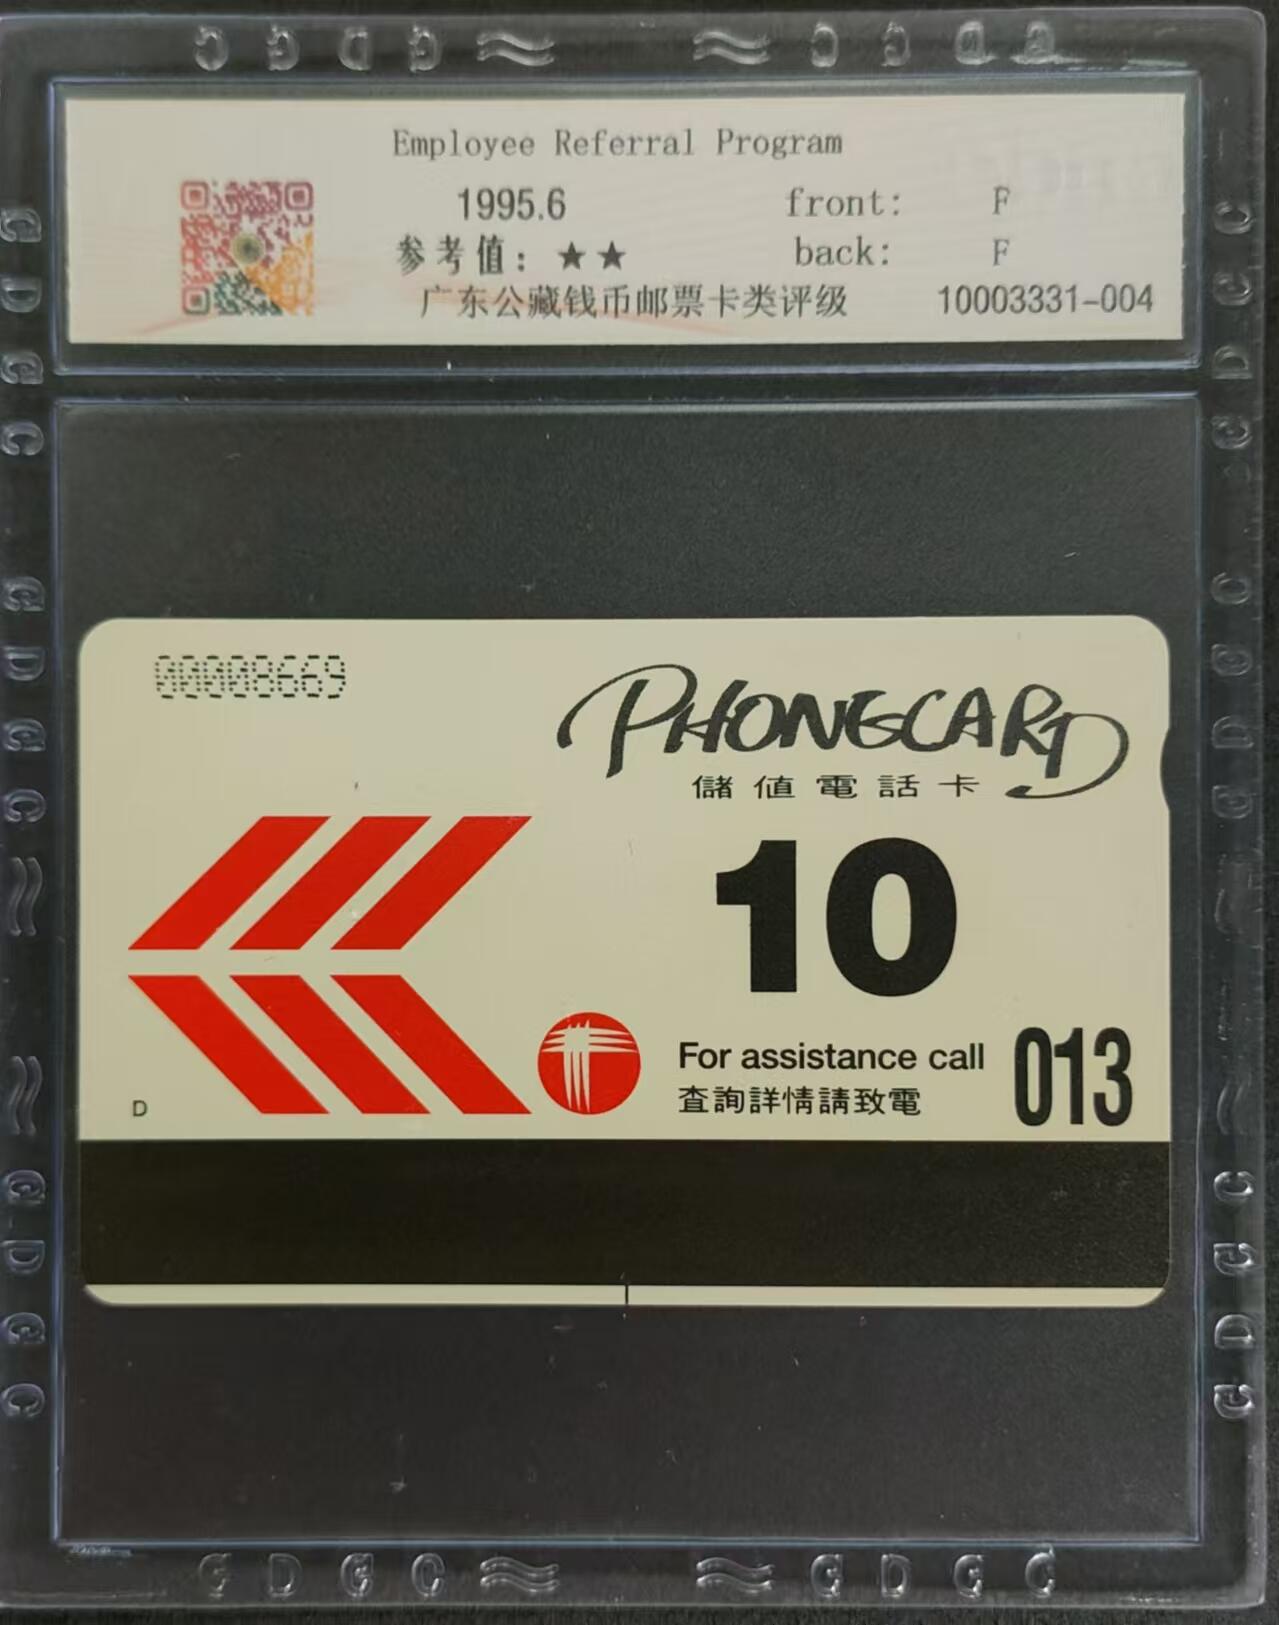 Employee Referral Program
1995.6
front: F
参考值：★★
back: F
广东公藏钱币邮票卡类评级
10003331-004
00008669
PHONECARD
儲值電話卡
10
For assistance call
查詢詳情請致電
013
D
G D G C
G D G C